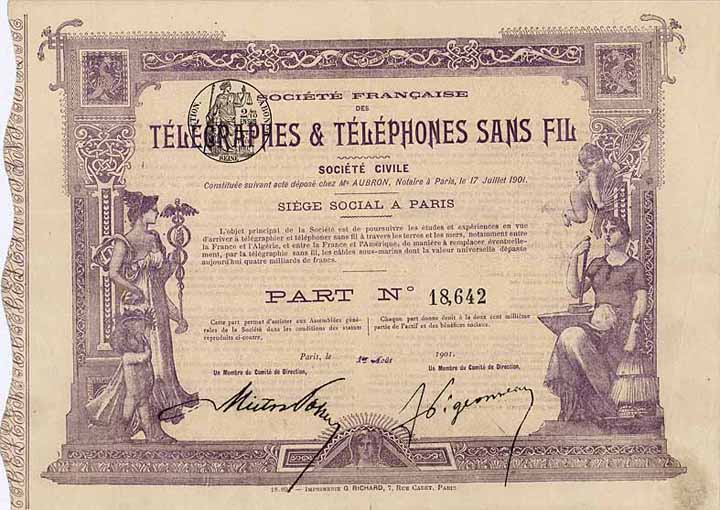 SOCIÉTÉ FRANÇAISE
DES
TÉLÉGRAPHES & TÉLÉPHONES SANS FIL
SOCIÉTÉ CIVILE
Constituée suivant acte déposé chez Mᵉ AUBRON, Notaire à Paris, le 17 Juillet 1901.
SIÈGE SOCIAL A PARIS
L'objet principal de la Société est de poursuivre les études et expériences en vue
d'arriver à télégraphier et téléphoner sans fil à travers les terres et les mers, notamment entre
la France et l'Algérie, et entre la France et l'Amérique, de manière à remplacer éventuelle-
ment, par la télégraphie sans fil, les câbles sous-marins dont la valeur universelle dépasse
aujourd'hui quatre milliards de francs.
PART N° 18,642
Cette part permet d'assister aux Assemblées géné-
rales de la Société dans les conditions des statuts
reproduits ci-contre.
Chaque part donne droit à la deux cent millième
partie de l'actif et des bénéfices sociaux.
Paris, le 1er Août 1901.
Un Membre du Comité de Direction,
Un Membre du Comité de Direction,
IMPRIMERIE G. RICHARD, 7, RUE CADET, PARIS